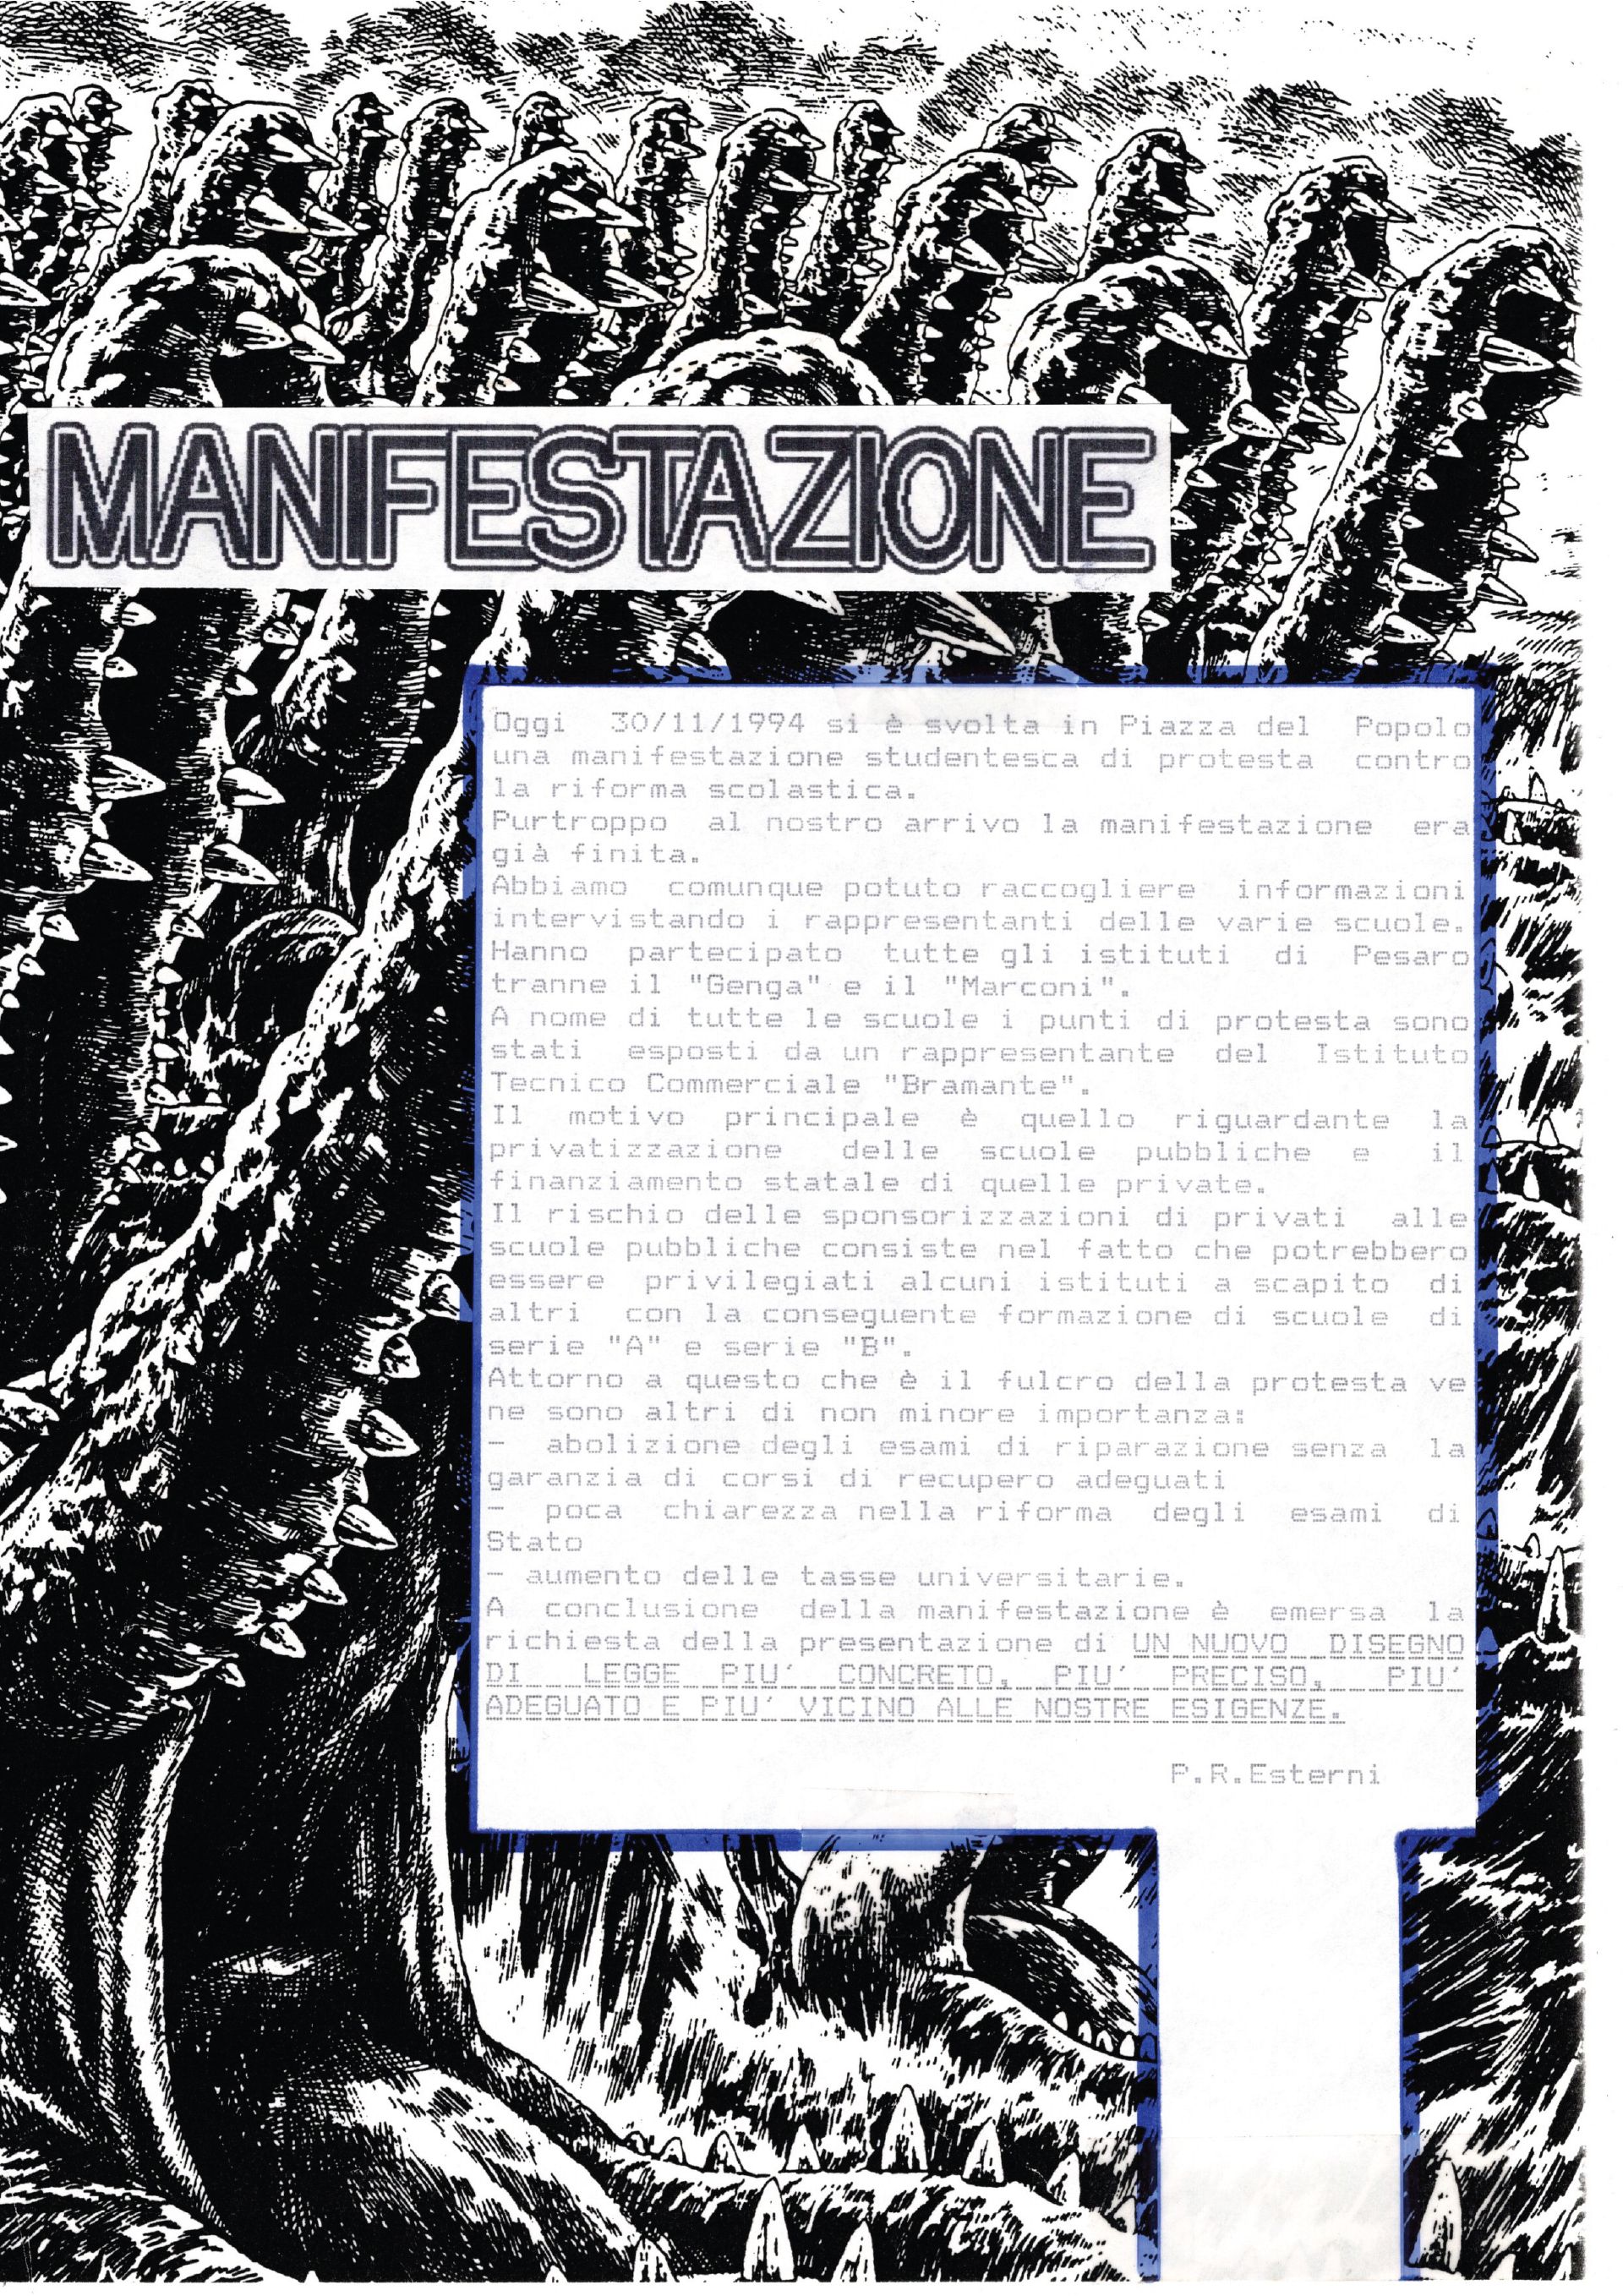 MANIFESTAZIONE
Oggi 30/11/1994 si è svolta in Piazza del Popolo
una manifestazione studentesca di protesta contro
la riforma scolastica.
Purtroppo al nostro arrivo la manifestazione era
già finita.
Abbiamo comunque potuto raccogliere informazioni
intervistando i rappresentanti delle varie scuole.
Hanno partecipato tutte gli istituti di Pesaro
tranne il "Genga" e il "Marconi".
A nome di tutte le scuole i punti di protesta sono
stati esposti da un rappresentante del Istituto
Tecnico Commerciale "Bramante".
Il motivo principale è quello riguardante la
privatizzazione delle scuole pubbliche e il
finanziamento statale di quelle private.
Il rischio delle sponsorizzazioni di privati alle
scuole pubbliche consiste nel fatto che potrebbero
essere privilegiati alcuni istituti a scapito di
altri con la conseguente formazione di scuole di
serie "A" e serie "B".
Attorno a questo che è il fulcro della protesta ve
ne sono altri di non minore importanza:
- abolizione degli esami di riparazione senza la
garanzia di corsi di recupero adeguati
- poca chiarezza nella riforma degli esami di
Stato
- aumento delle tasse universitarie.
A conclusione della manifestazione è emersa la
richiesta della presentazione di UN NUOVO DISEGNO
DI LEGGE PIU' CONCRETO, PIU' PRECISO, PIU'
ADEGUATO E PIU' VICINO ALLE NOSTRE ESIGENZE.
P.R.Esterni